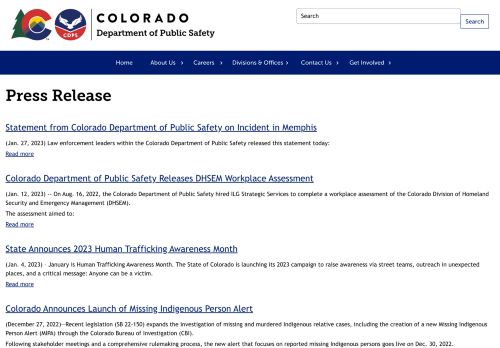 COLORADO
Department of Public Safety
CDPS
Search
Search
Home
About Us
Careers
Divisions & Offices
Contact Us
Get Involved
Press Release
Statement from Colorado Department of Public Safety on Incident in Memphis
(Jan. 27, 2023) Law enforcement leaders within the Colorado Department of Public Safety released this statement today:
Read more
Colorado Department of Public Safety Releases DHSEM Workplace Assessment
(Jan. 12, 2023) -- On Aug. 16, 2022, the Colorado Department of Public Safety hired ILG Strategic Services to complete a workplace assessment of the Colorado Division of Homeland
Security and Emergency Management (DHSEM).
The assessment aimed to:
Read more
State Announces 2023 Human Trafficking Awareness Month
(Jan. 4, 2023) – January is Human Trafficking Awareness Month. The State of Colorado is launching its 2023 campaign to raise awareness via street teams, outreach in unexpected
places, and a critical message: Anyone can be a victim.
Read more
Colorado Announces Launch of Missing Indigenous Person Alert
(December 27, 2022)—Recent legislation (SB 22-150) expands the investigation of missing and murdered Indigenous relative cases, including the creation of a new Missing Indigenous
Person Alert (MIPA) through the Colorado Bureau of Investigation (CBI).
Following stakeholder meetings and a comprehensive rulemaking process, the new alert that focuses on reported missing Indigenous persons goes live on Dec. 30, 2022.